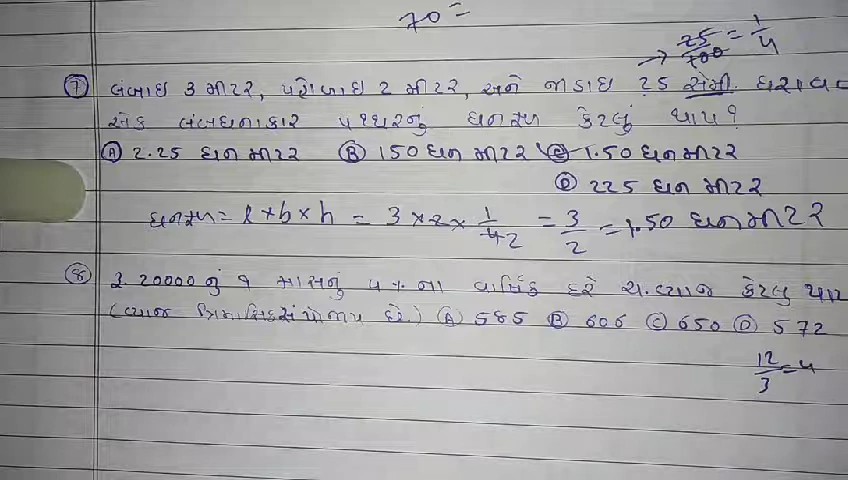 70 =
→ 25/100 = 1/4
(7) લંબાઇ 3 મીટર, પહોળાઇ 2 મીટર, અને જાડાઇ 25 સેમી. ધરાવતા
એક લંબઘનાકાર પથ્થરનું ઘનફળ કેટલું થાય?
(A) 2.25 ઘન મીટર (B) 150 ઘન મીટર (C) 1.50 ઘન મીટર
(D) 225 ઘન મીટર
ઘનફળ = l × b × h = 3 × 2 × 1/4 2 = 3/2 = 1.50 ઘન મીટર
(8) રૂ. 20000 નું 9 માસનું 4 % ના વાર્ષિક દરે ચ. વ્યાજ કેટલુ થાય
(વ્યાજ ત્રિમાસિક) (A) 585 (B) 606 (C) 650 (D) 572
12/3 = 4